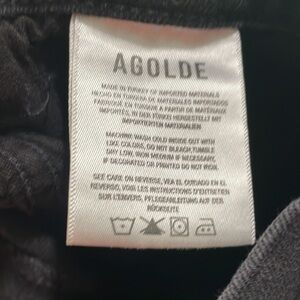 AGOLDE
MADE IN TURKEY OF IMPORTED MATERIALS
HECHO EN TURQUIA DE MATERIALES IMPORTADOS
FABRIQUÉ EN TURQUIE A PARTIR DE MATÉRIAUX
IMPORTÉS, IN DER TÜRKEI HERGESTELLT MIT
IMPORTIERTEN MATERIALIEN
MACHINE WASH COLD INSIDE OUT WITH
LIKE COLORS, DO NOT BLEACH, TUMBLE
DRY LOW, IRON MEDIUM IF NECESSARY,
IF DECORATED OR PRINTED DO NOT IRON.
SEE CARE ON REVERSE, VEA EL CUIDADO EN EL
REVERSO, VOIR LES INSTRUCTIONS D'ENTRETIEN
SUR L'ENVERS, PFLEGEANLEITUNG AUF DER
RÜCKSEITE